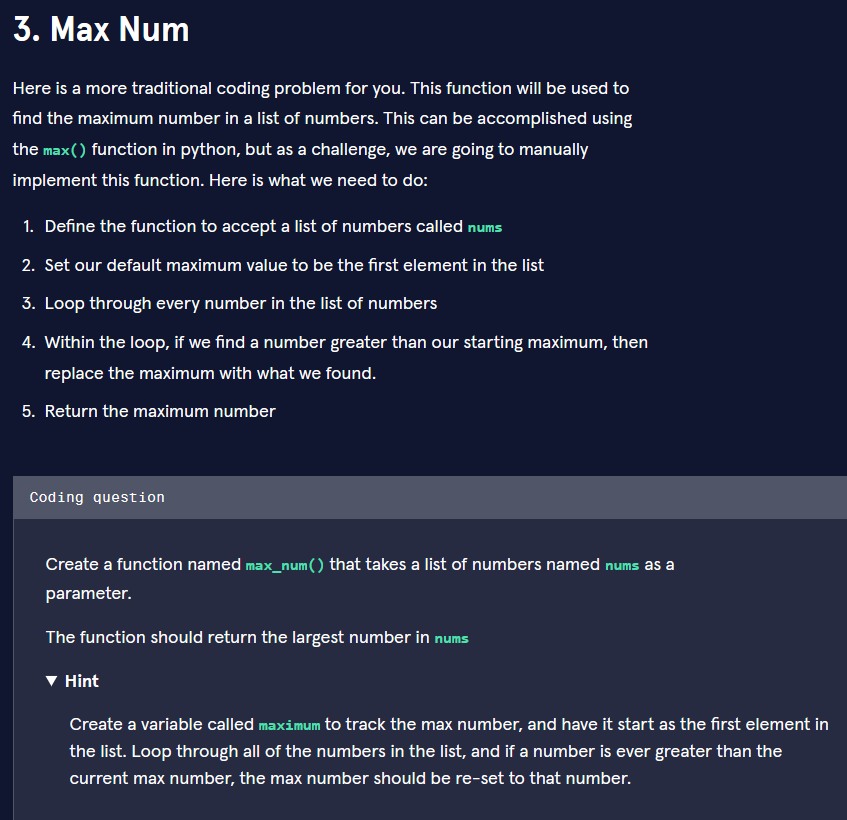 3. Max Num
Here is a more traditional coding problem for you. This function will be used to
find the maximum number in a list of numbers. This can be accomplished using
the max() function in python, but as a challenge, we are going to manually
implement this function. Here is what we need to do:
1. Define the function to accept a list of numbers called nums
2. Set our default maximum value to be the first element in the list
3. Loop through every number in the list of numbers
4. Within the loop, if we find a number greater than our starting maximum, then
replace the maximum with what we found.
5. Return the maximum number
Coding question
Create a function named max_num() that takes a list of numbers named nums as a
parameter.
The function should return the largest number in nums
▼ Hint
Create a variable called maximum to track the max number, and have it start as the first element in
the list. Loop through all of the numbers in the list, and if a number is ever greater than the
current max number, the max number should be re-set to that number.